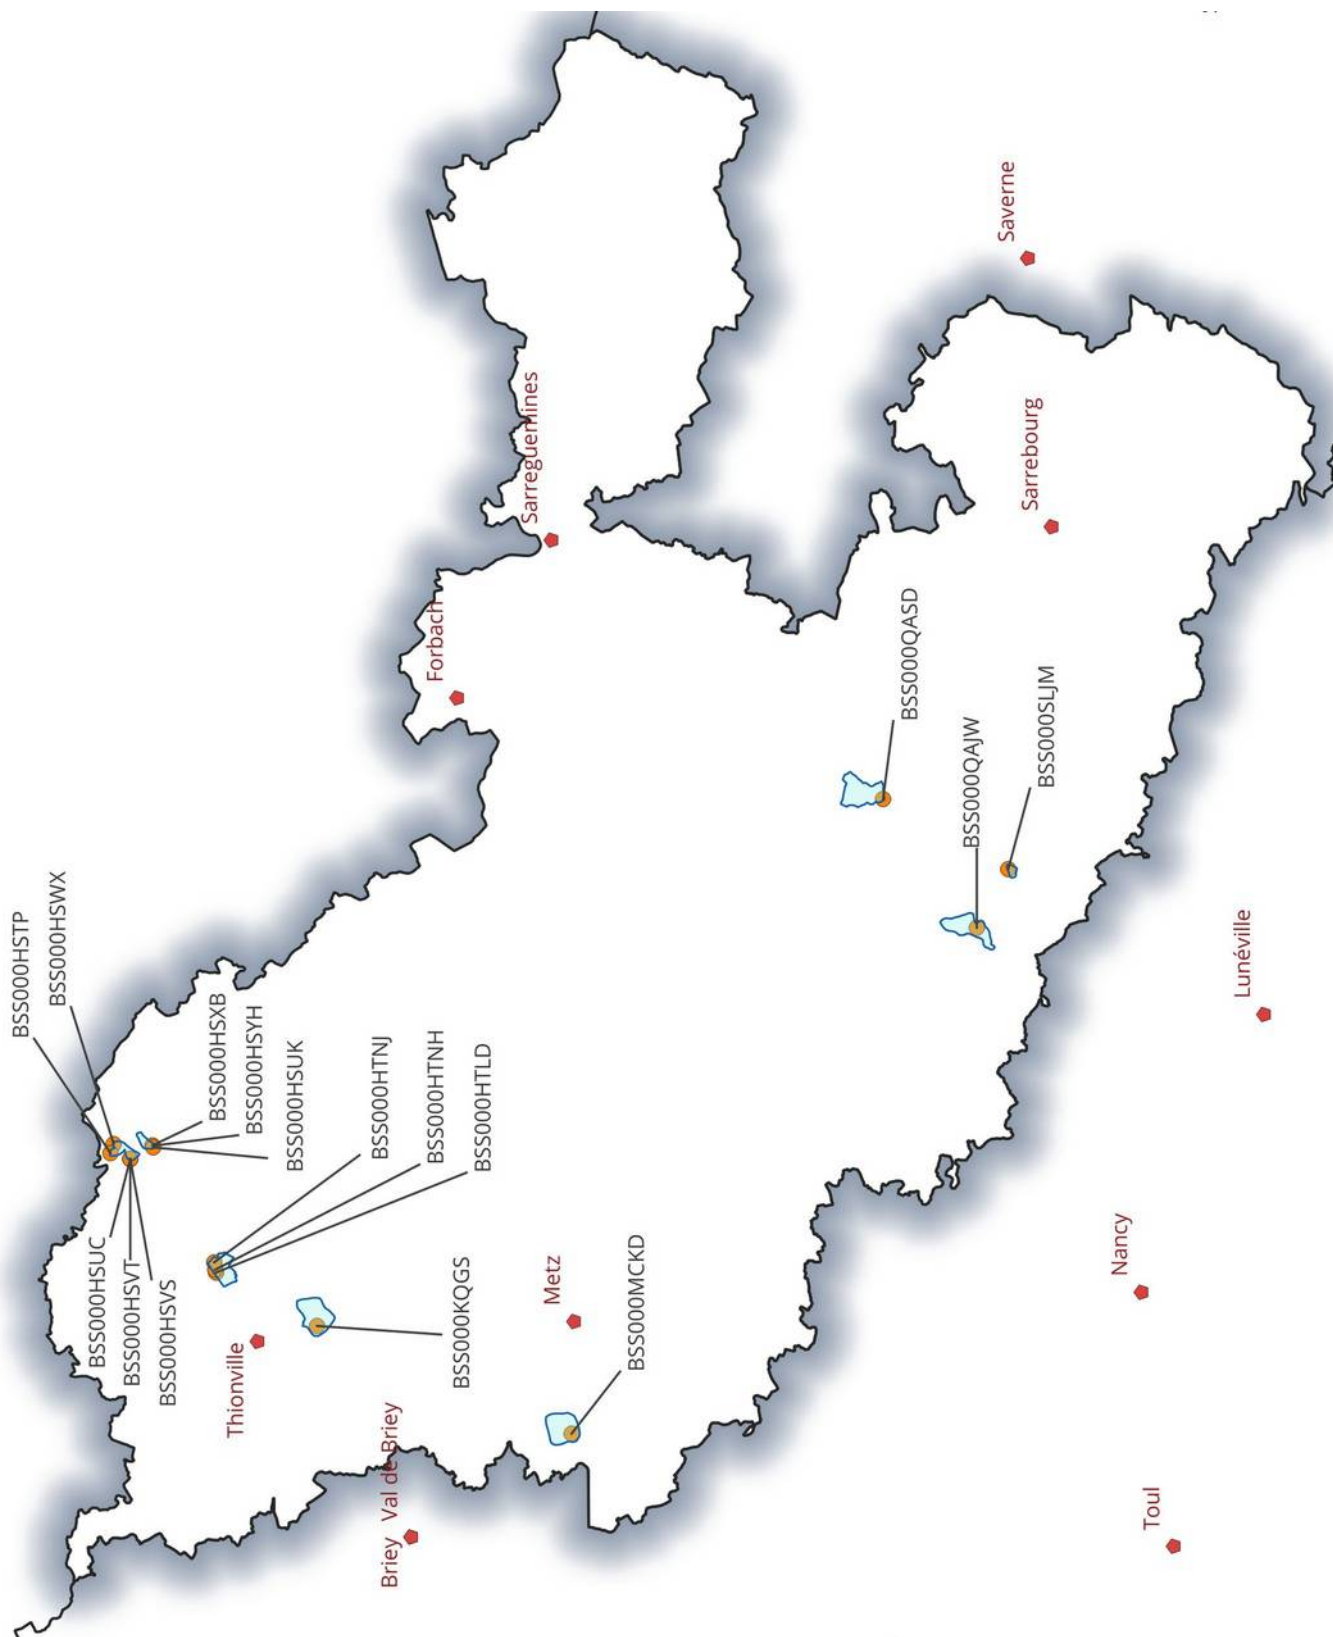 BSS000HSTP
BSS000HSWX
BSS000HSXB
BSS000HSYH
BSS000HSUK
BSS000HTNJ
BSS000HTNH
BSS000HTLD
BSS000HSUC
BSS000HSVT
BSS000HSVS
Thionville
BSS000KQGS
Briey Val de Briey
Metz
BSS000MCKD
Forbach
Sarreguemines
Saverne
Sarrebourg
BSS000QASD
BSS000QAJW
BSS000SLJM
Lunéville
Nancy
Toul